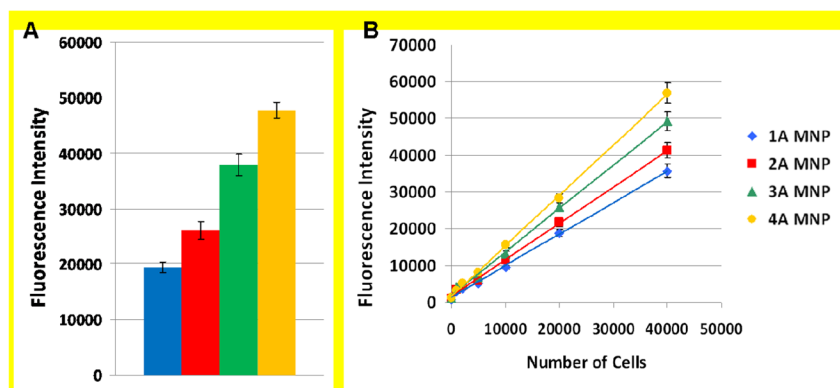 A
Fluorescence Intensity
60000
50000
40000
30000
20000
10000
0
B
Fluorescence Intensity
70000
60000
50000
40000
30000
20000
10000
0
0 10000 20000 30000 40000 50000
Number of Cells
1A MNP
2A MNP
3A MNP
4A MNP